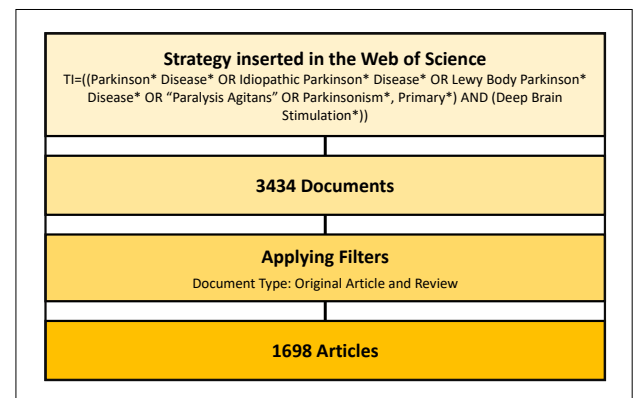 Strategy inserted in the Web of Science
TI=((Parkinson* Disease* OR Idiopathic Parkinson* Disease* OR Lewy Body Parkinson*
Disease* OR “Paralysis Agitans” OR Parkinsonism*, Primary*) AND (Deep Brain
Stimulation*))
3434 Documents
Applying Filters
Document Type: Original Article and Review
1698 Articles